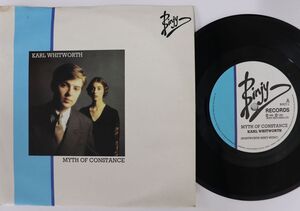 Binjy
KARL WHITWORTH
MYTH OF CONSTANCE
Binjy
RECORDS
A
MYTH OF CONSTANCE
KARL WHITWORTH